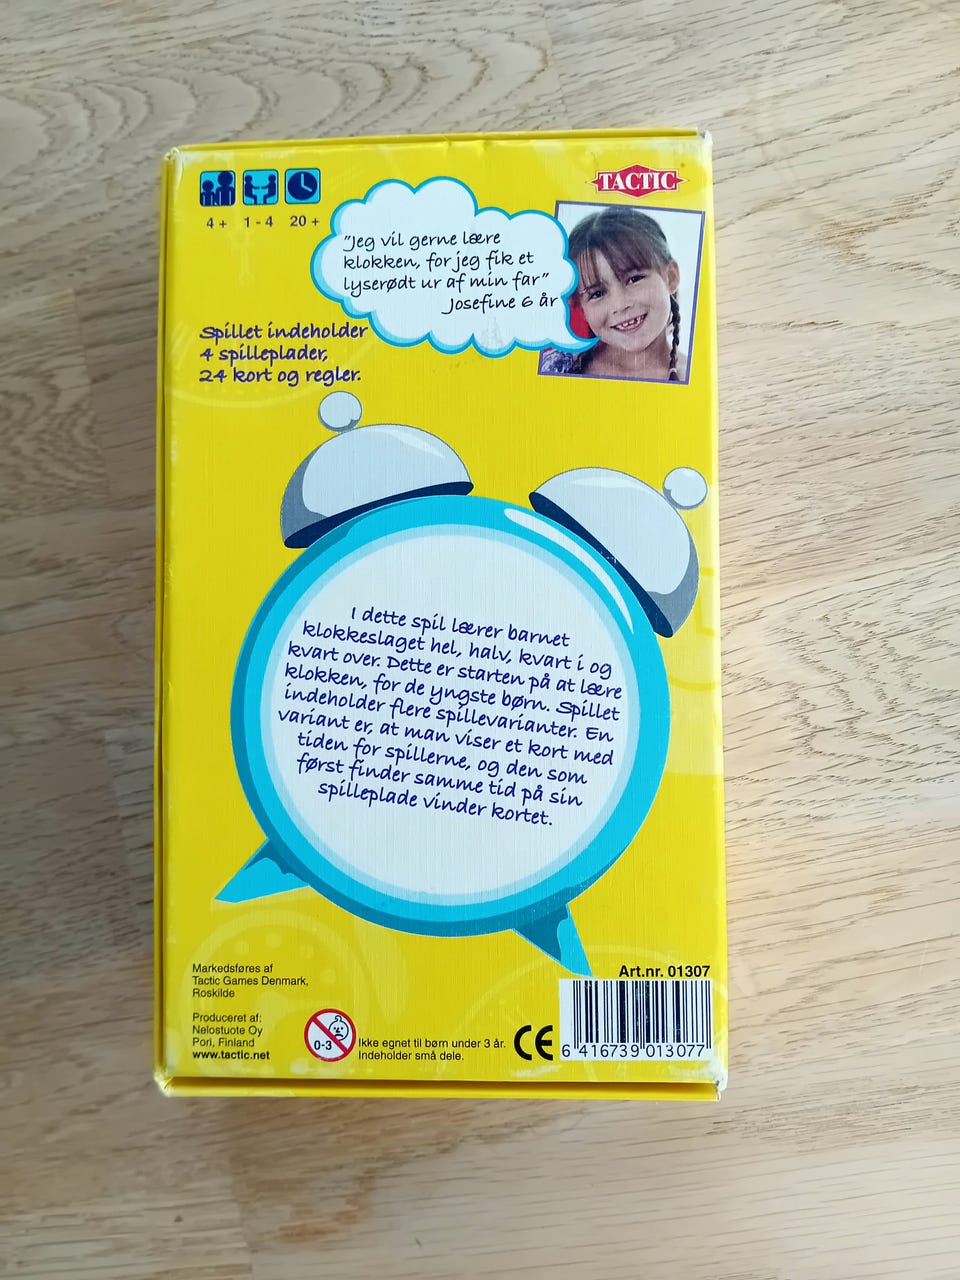 4+ 1-4 20+
TACTIC
"Jeg vil gerne lære
klokken, for jeg fik et
lyserødt ur af min far"
Josefine 6 år
Spillet indeholder
4 spilleplader,
24 kort og regler.
I dette spil lærer barnet
klokkeslaget hel, halv, kvart i og
kvart over. Dette er starten på at lære
klokken, for de yngste børn. Spillet
indeholder flere spillevarianter. En
variant er, at man viser et kort med
tiden for spillerne, og den som
først finder samme tid på sin
spilleplade vinder kortet.
Markedsføres af
Tactic Games Denmark,
Roskilde
Produceret af:
Nelostuote Oy
Pori, Finland
www.tactic.net
0-3
Ikke egnet til børn under 3 år.
Indeholder små dele.
CE
Art.nr. 01307
6 416739 013077